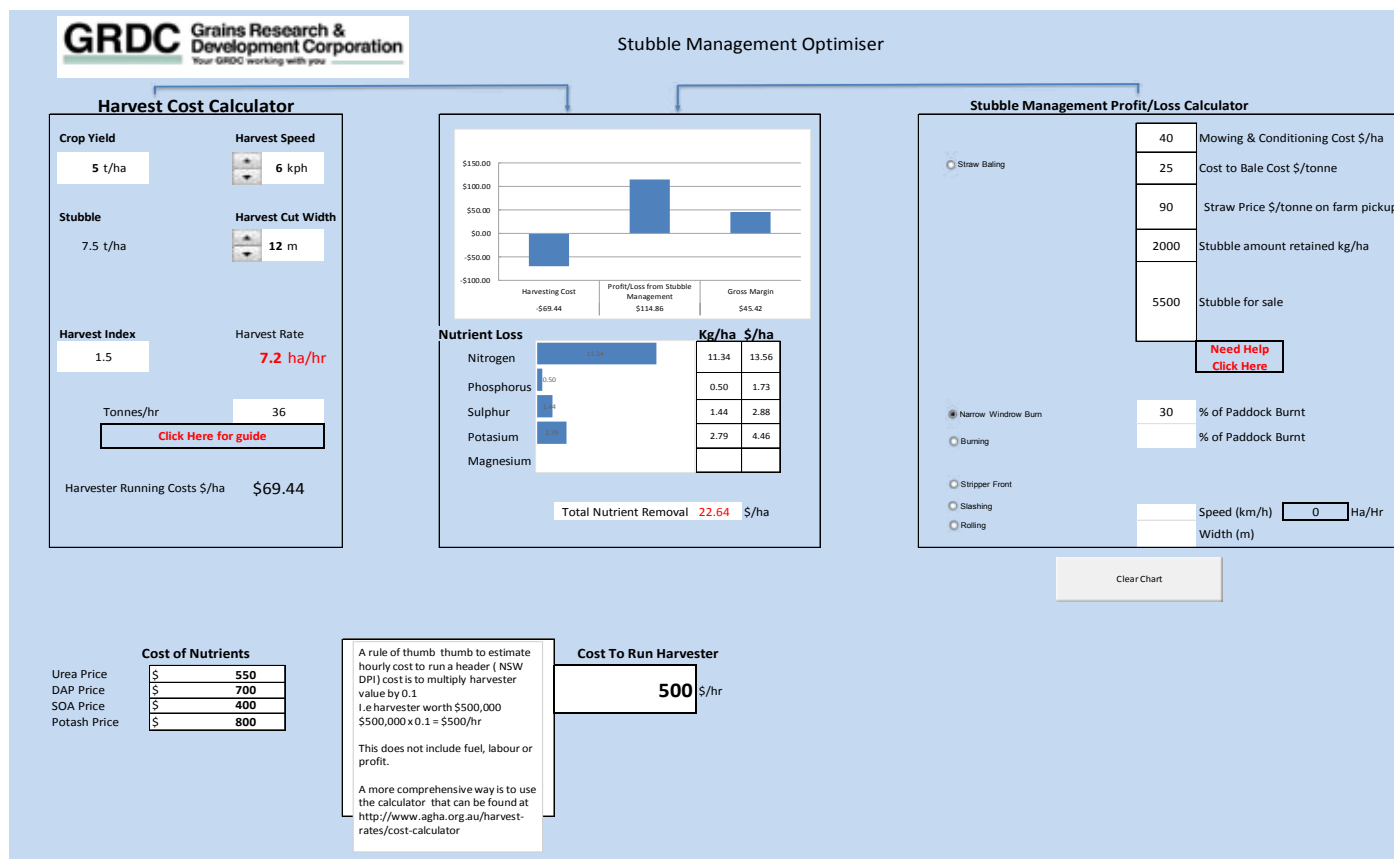 GRDC
Grains Research &
Development Corporation
Your GRDC working with you
Stubble Management Optimiser
Harvest Cost Calculator
Crop Yield
Harvest Speed
5 t/ha
6 kph
Stubble
Harvest Cut Width
7.5 t/ha
12 m
Harvest Index
Harvest Rate
1.5
7.2 ha/hr
Tonnes/hr
36
Click Here for guide
Harvester Running Costs $/ha
$69.44
$150.00
$100.00
$50.00
$0.00
-$50.00
-$100.00
Harvesting Cost
Profit/Loss from Stubble
Management
Gross Margin
-$69.44
$114.86
$45.42
Nutrient Loss
Kg/ha $/ha
Nitrogen
11.34
11.34
13.56
Phosphorus
0.50
0.50
1.73
Sulphur
1.44
1.44
2.88
Potasium
2.79
2.79
4.46
Magnesium
Total Nutrient Removal 22.64 $/ha
Stubble Management Profit/Loss Calculator
40
Mowing & Conditioning Cost $/ha
Straw Baling
25
Cost to Bale Cost $/tonne
90
Straw Price $/tonne on farm pickup
2000
Stubble amount retained kg/ha
5500
Stubble for sale
Need Help
Click Here
Narrow Windrow Burn
30
% of Paddock Burnt
Burning
% of Paddock Burnt
Stripper Front
Slashing
Speed (km/h)
0
Ha/Hr
Rolling
Width (m)
Clear Chart
Cost of Nutrients
Urea Price
$ 550
DAP Price
$ 700
SOA Price
$ 400
Potash Price
$ 800
A rule of thumb thumb to estimate
hourly cost to run a header ( NSW
DPI) cost is to multiply harvester
value by 0.1
I.e harvester worth $500,000
$500,000 x 0.1 = $500/hr
This does not include fuel, labour or
profit.
A more comprehensive way is to use
the calculator that can be found at
http://www.agha.org.au/harvest-
rates/cost-calculator
Cost To Run Harvester
500 $/hr